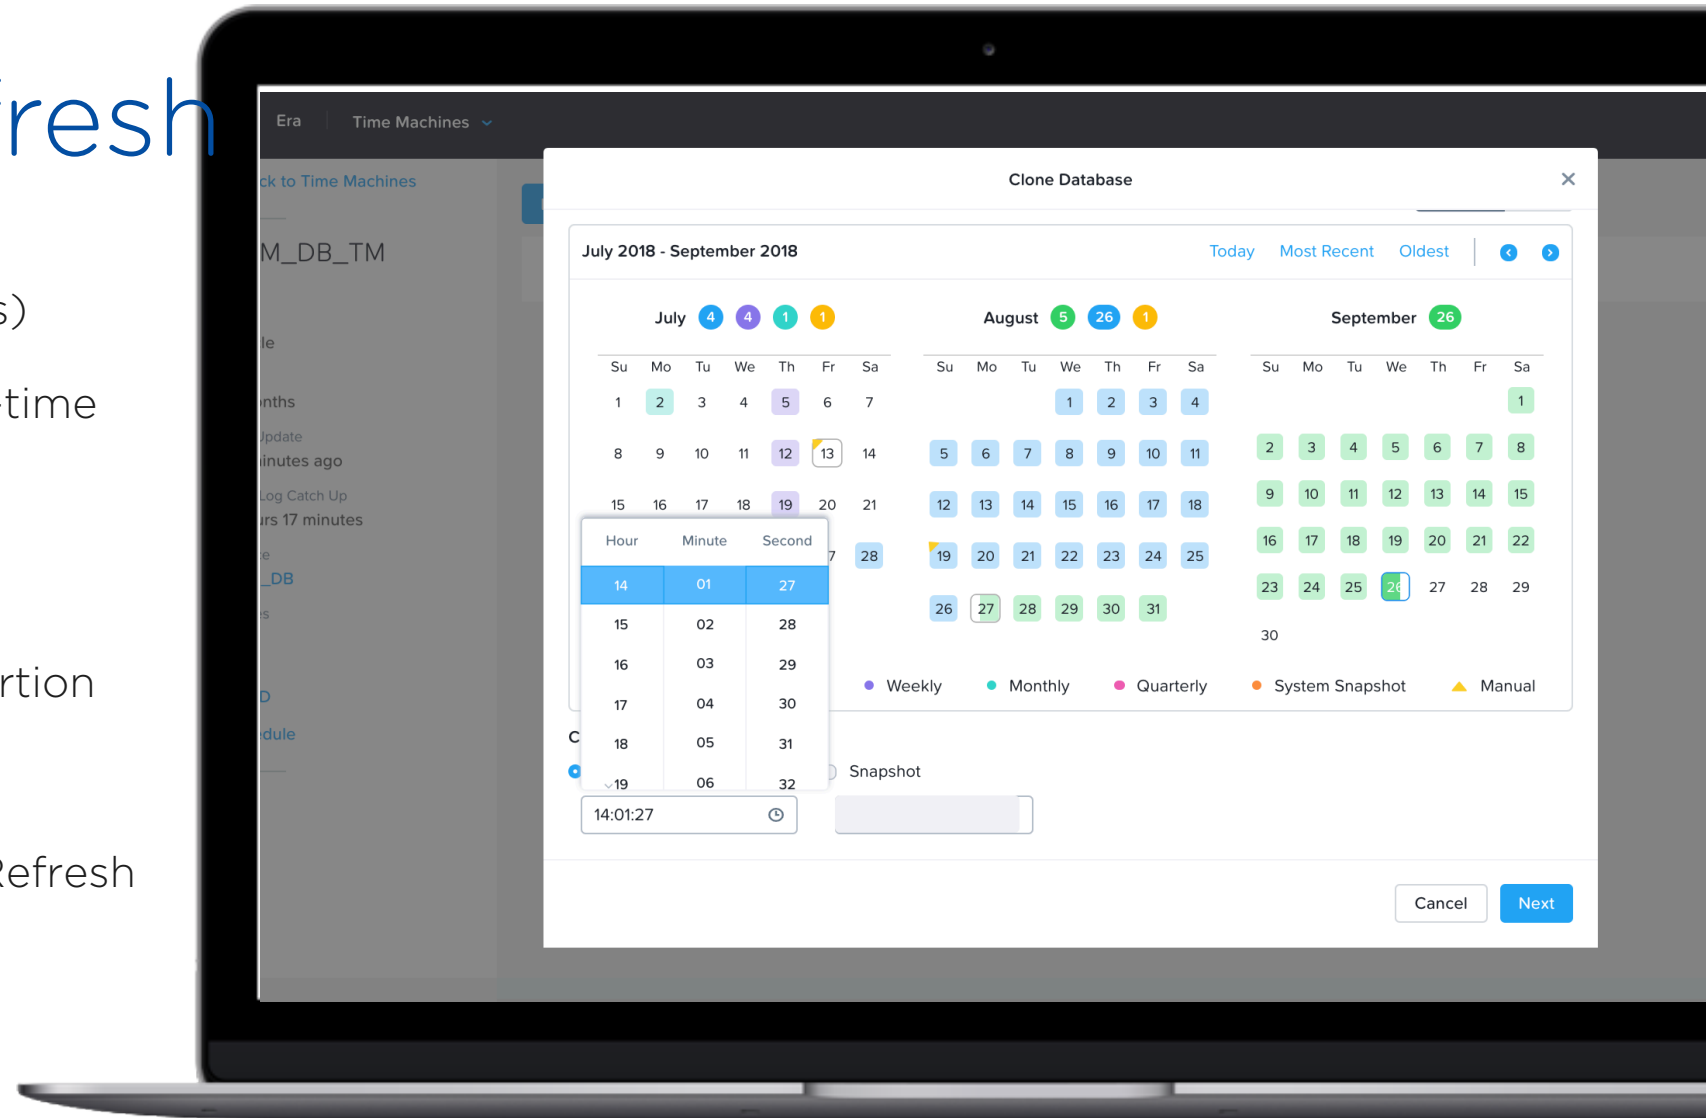 fresh
s)
-time
rtion
Refresh
Era Time Machines
ck to Time Machines
M_DB_TM
le
nths
Update
inutes ago
Log Catch Up
urs 17 minutes
e
_DB
es
D
edule
Clone Database
July 2018 - September 2018 Today Most Recent Oldest
July 4 4 1 1
Su Mo Tu We Th Fr Sa
1 2 3 4 5 6 7
8 9 10 11 12 13 14
15 16 17 18 19 20 21
7 28
August 5 26 1
Su Mo Tu We Th Fr Sa
1 2 3 4
5 6 7 8 9 10 11
12 13 14 15 16 17 18
19 20 21 22 23 24 25
26 27 28 29 30 31
September 26
Su Mo Tu We Th Fr Sa
1
2 3 4 5 6 7 8
9 10 11 12 13 14 15
16 17 18 19 20 21 22
23 24 25 26 27 28 29
30
Weekly Monthly Quarterly System Snapshot Manual
Hour Minute Second
14 01 27
15 02 28
16 03 29
17 04 30
18 05 31
19 06 32
C
Snapshot
14:01:27
Cancel Next